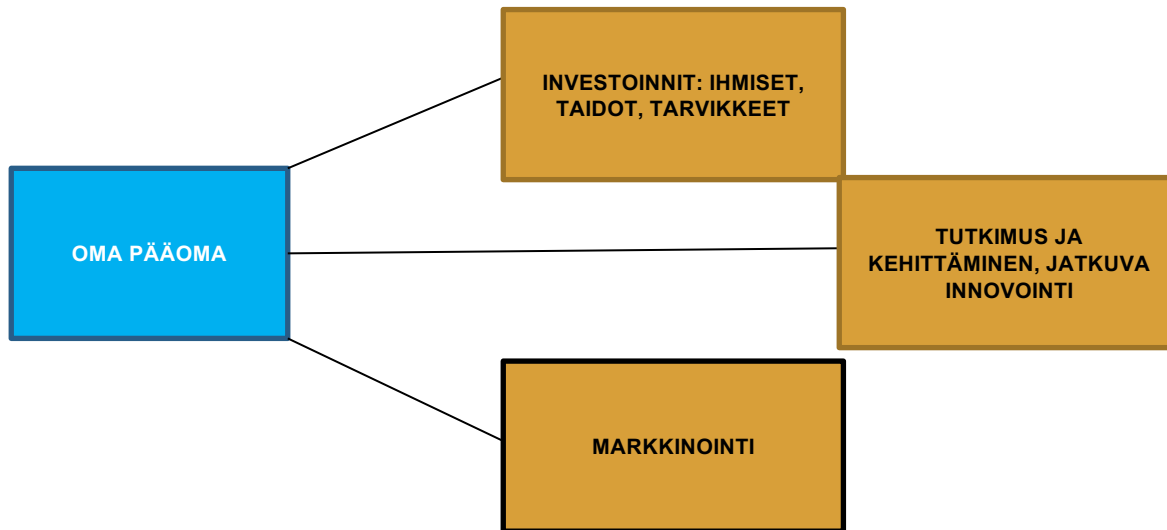 INVESTOINNIT: IHMISET,
TAIDOT, TARVIKKEET
OMA PÄÄOMA
TUTKIMUS JA
KEHITTÄMINEN, JATKUVA
INNOVOINTI
MARKKINOINTI